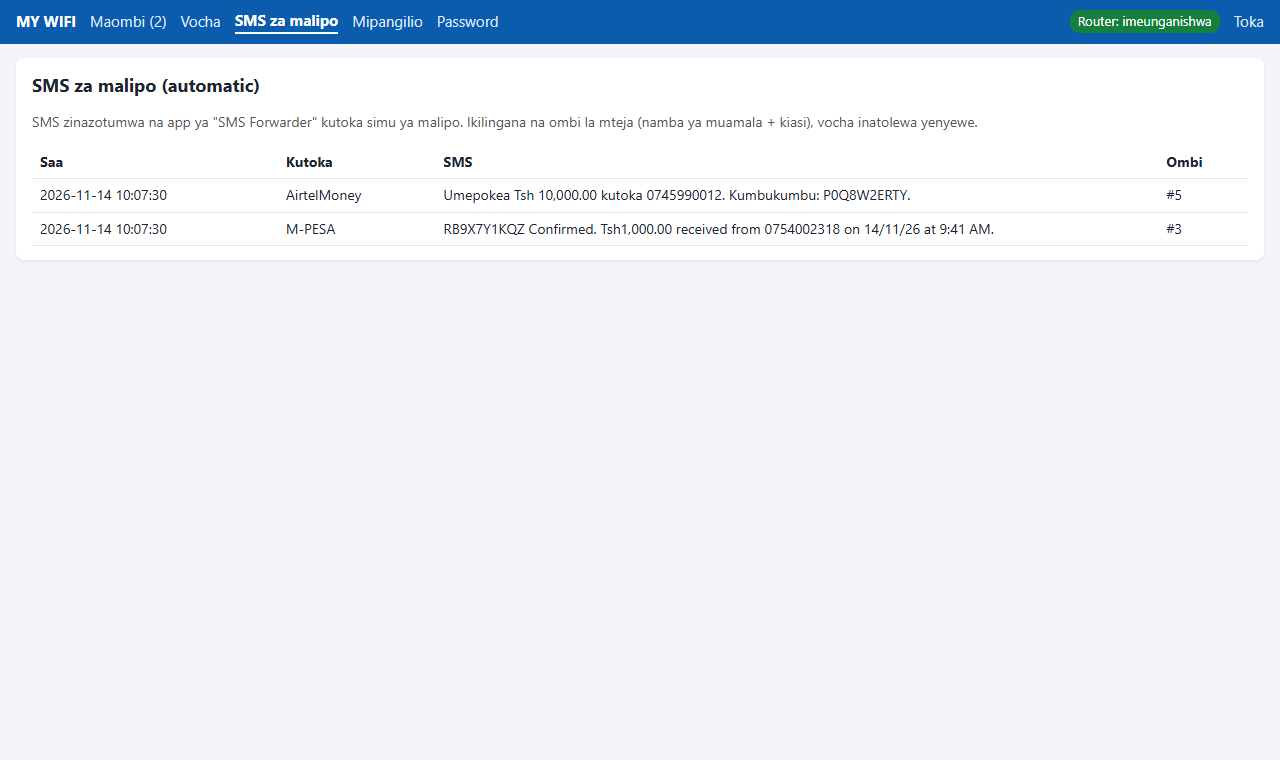 MY WIFI Maombi (2) Vocha SMS za malipo Mipangilio Password Router: imeunganishwa Toka
SMS za malipo (automatic)
SMS zinazotumwa na app ya "SMS Forwarder" kutoka simu ya malipo. Ikilingana na ombi la mteja (namba ya muamala + kiasi), vocha inatolewa yenyewe.
Saa Kutoka SMS Ombi
2026-11-14 10:07:30 AirtelMoney Umepokea Tsh 10,000.00 kutoka 0745990012. Kumbukumbu: P0Q8W2ERTY. #5
2026-11-14 10:07:30 M-PESA RB9X7Y1KQZ Confirmed. Tsh1,000.00 received from 0754002318 on 14/11/26 at 9:41 AM. #3